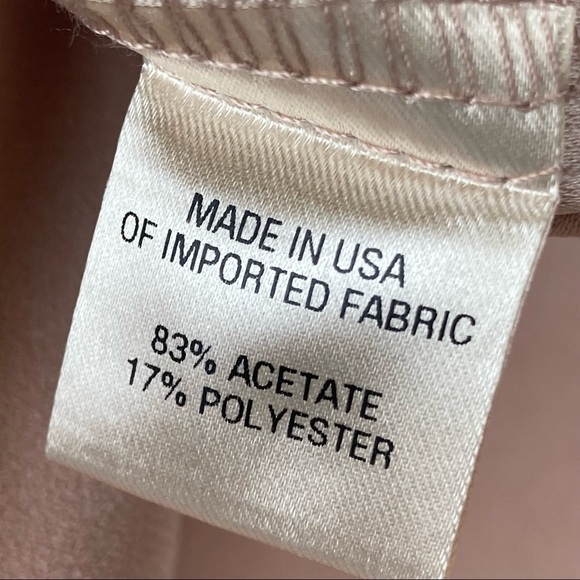 MADE IN USA
OF IMPORTED FABRIC
83% ACETATE
17% POLYESTER